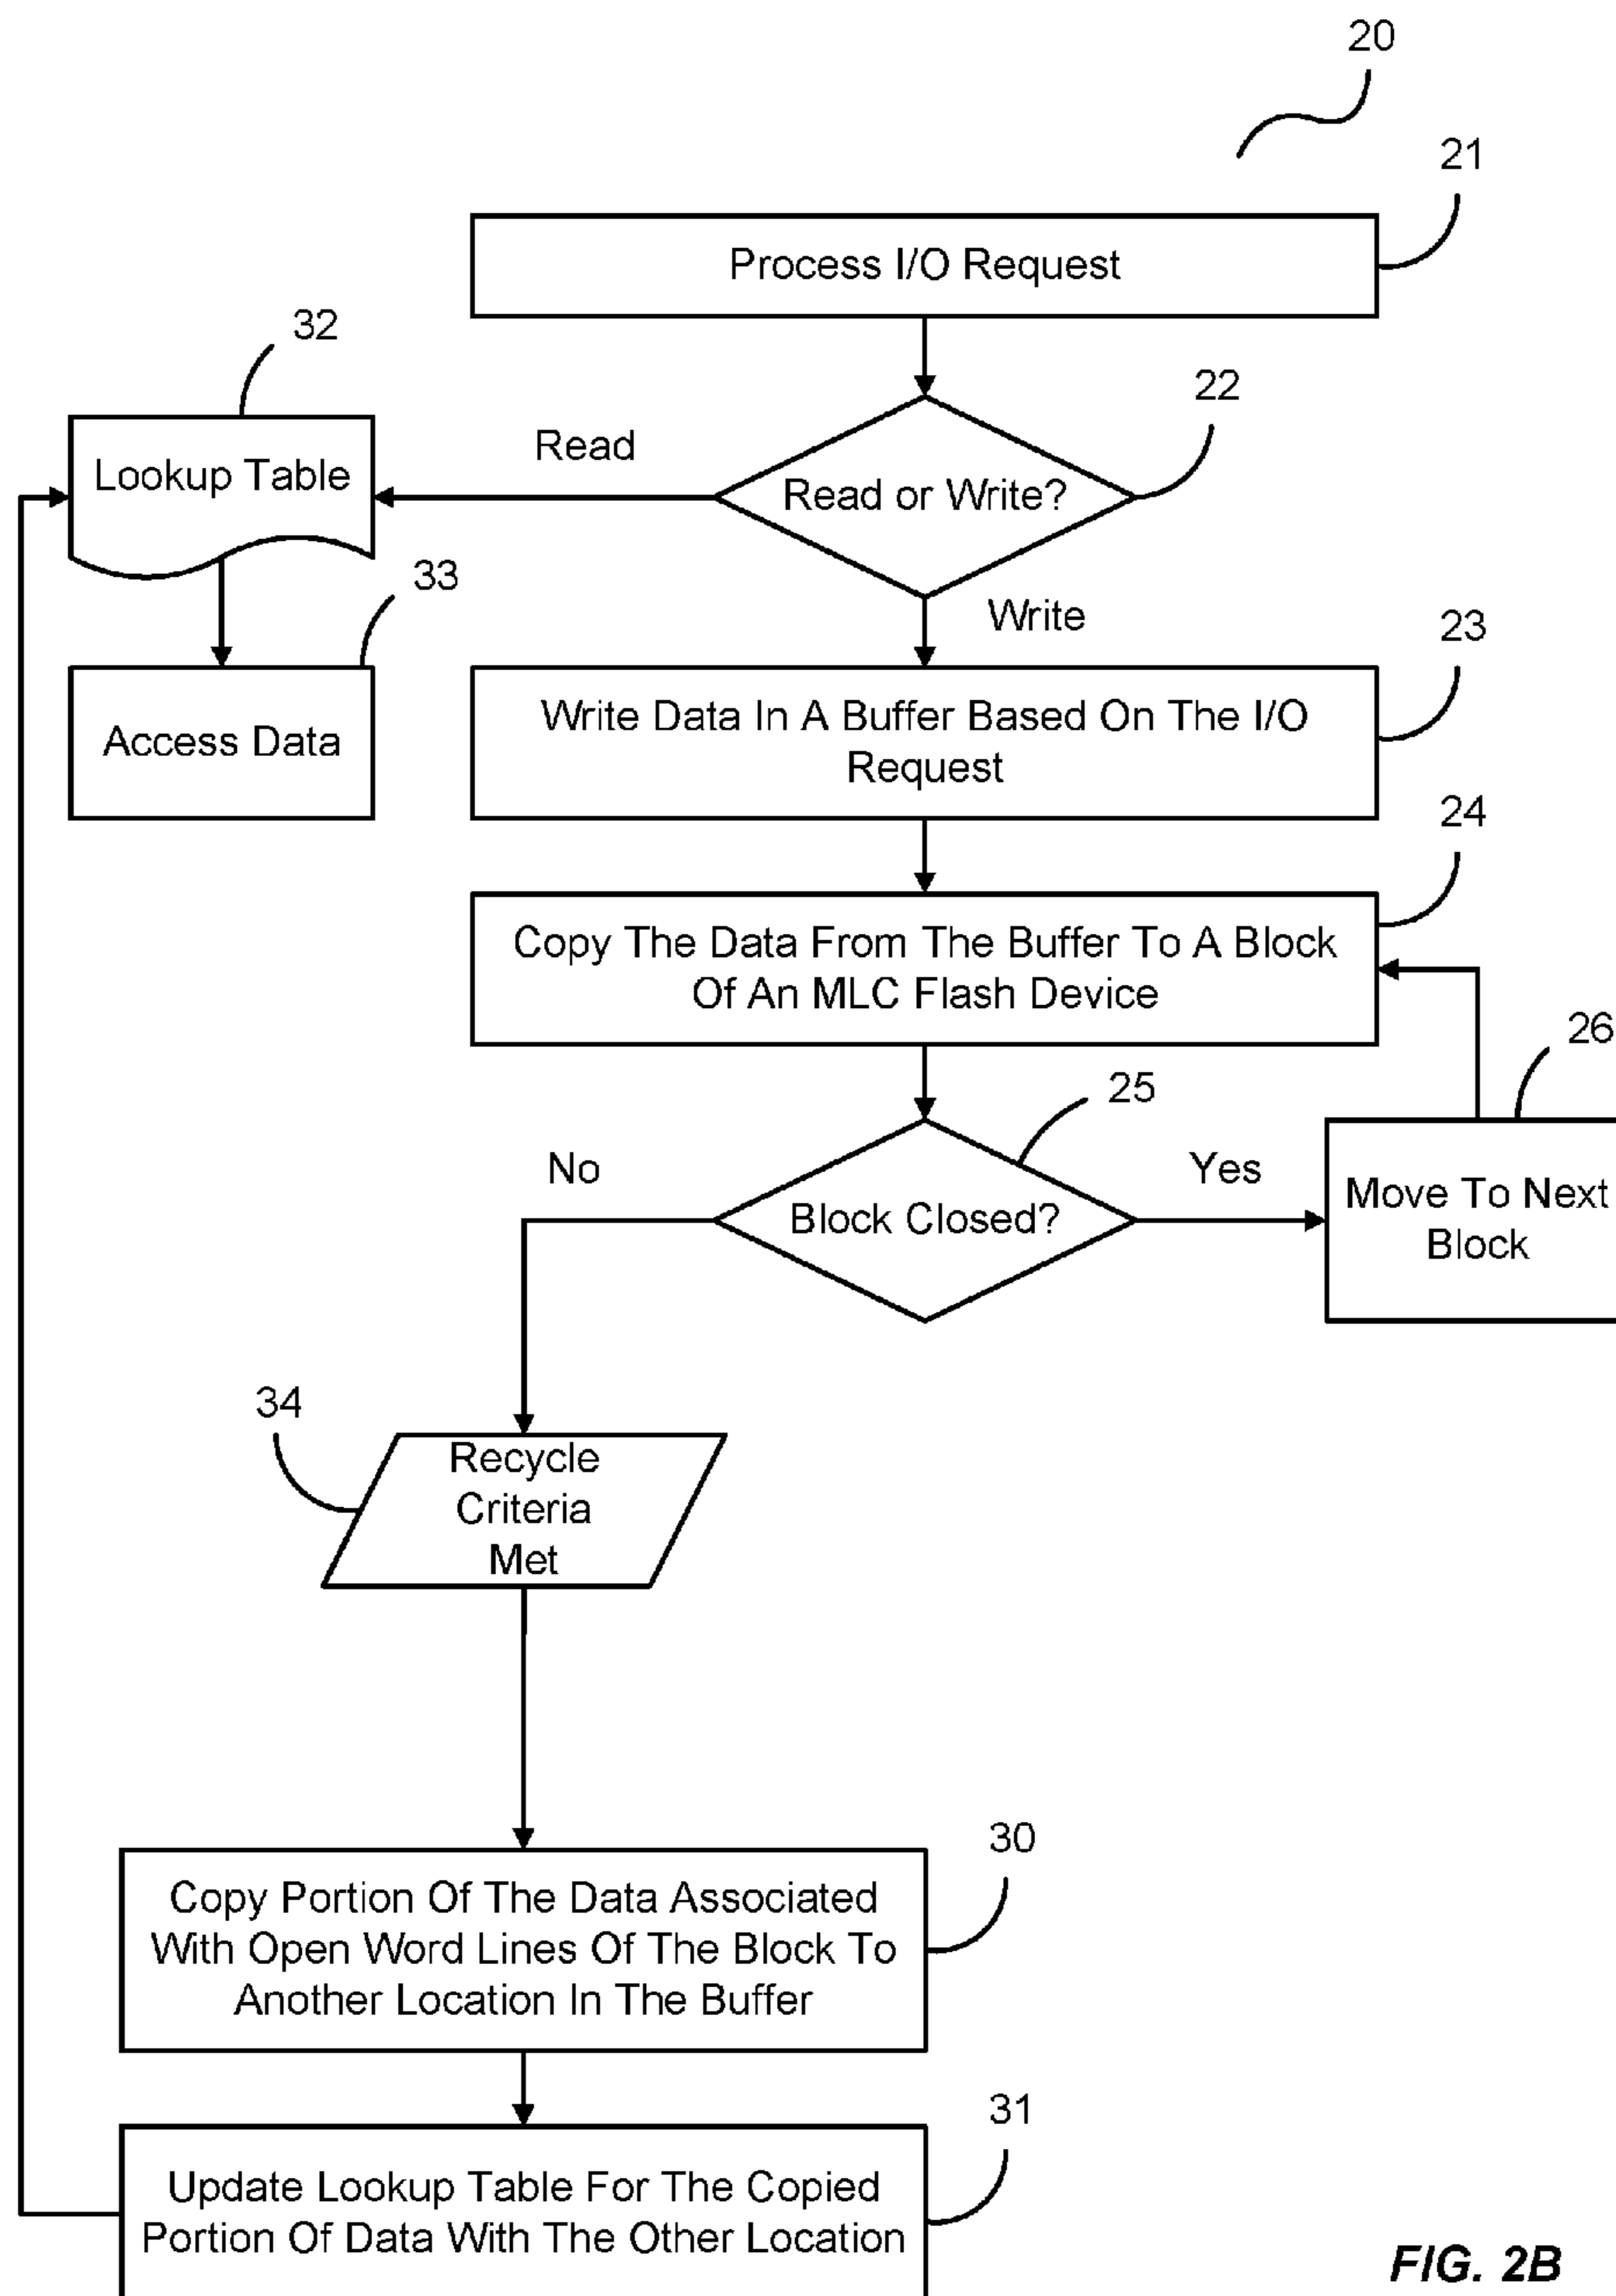 20
21
Process I/O Request
32
22
Read
Lookup Table
Read or Write?
33
Write
23
Access Data
Write Data In A Buffer Based On The I/O
Request
24
Copy The Data From The Buffer To A Block
Of An MLC Flash Device
26
25
No
Yes
Block Closed?
Move To Next
Block
34
Recycle
Criteria
Met
30
Copy Portion Of The Data Associated
With Open Word Lines Of The Block To
Another Location In The Buffer
31
Update Lookup Table For The Copied
Portion Of Data With The Other Location
FIG. 2B